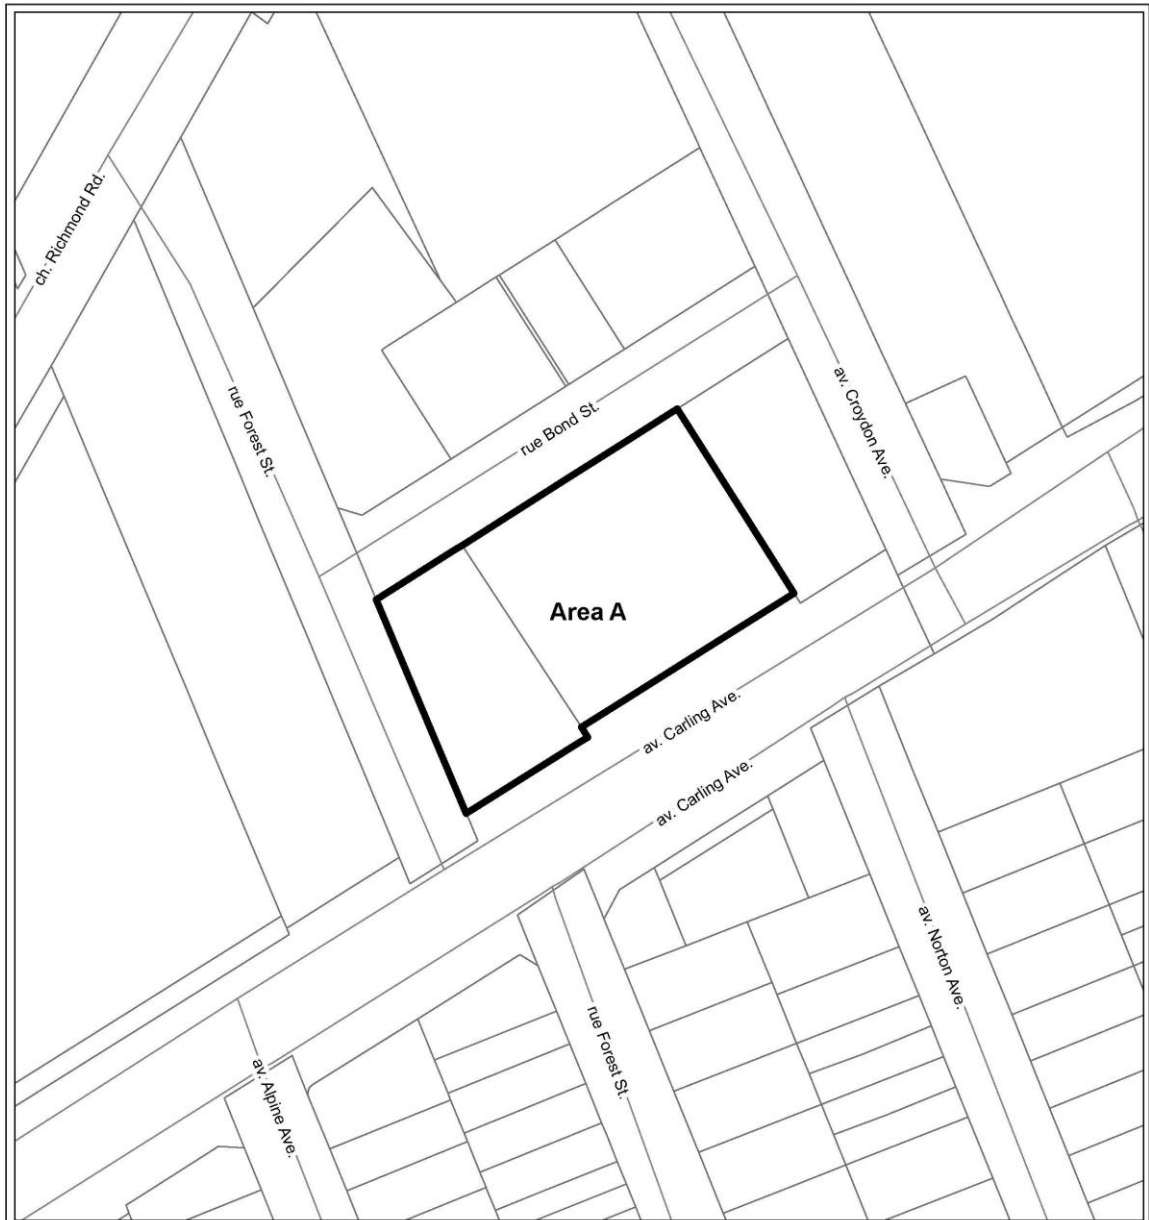 ch. Richmond Rd.
rue Forest St.
rue Bond St.
av. Croydon Ave.
Area A
av. Carling Ave.
av. Carling Ave.
av. Norton Ave.
rue Forest St.
av. Alpine Ave.